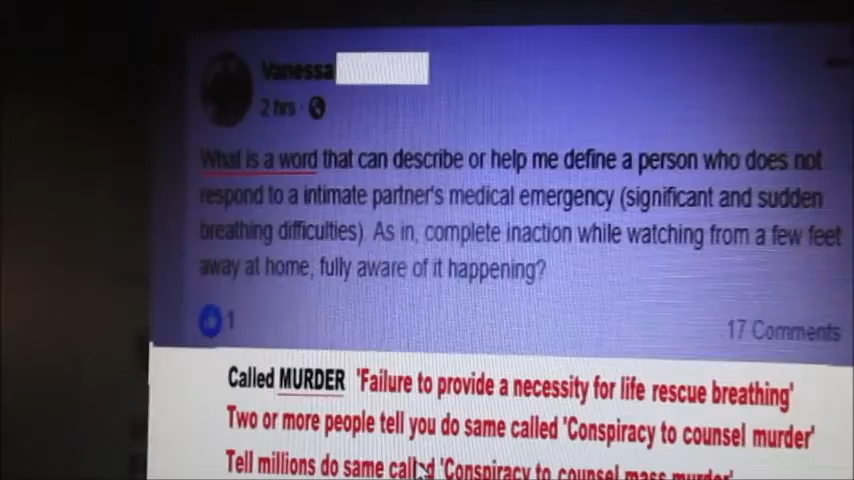 Vanessa
2 hrs ·
What is a word that can describe or help me define a person who does not
respond to a intimate partner's medical emergency (significant and sudden
breathing difficulties). As in, complete inaction while watching from a few feet
away at home, fully aware of it happening?
1
17 Comments
Called MURDER 'Failure to provide a necessity for life rescue breathing'
Two or more people tell you do same called 'Conspiracy to counsel murder'
Tell millions do same called 'Conspiracy to counsel mass murder'